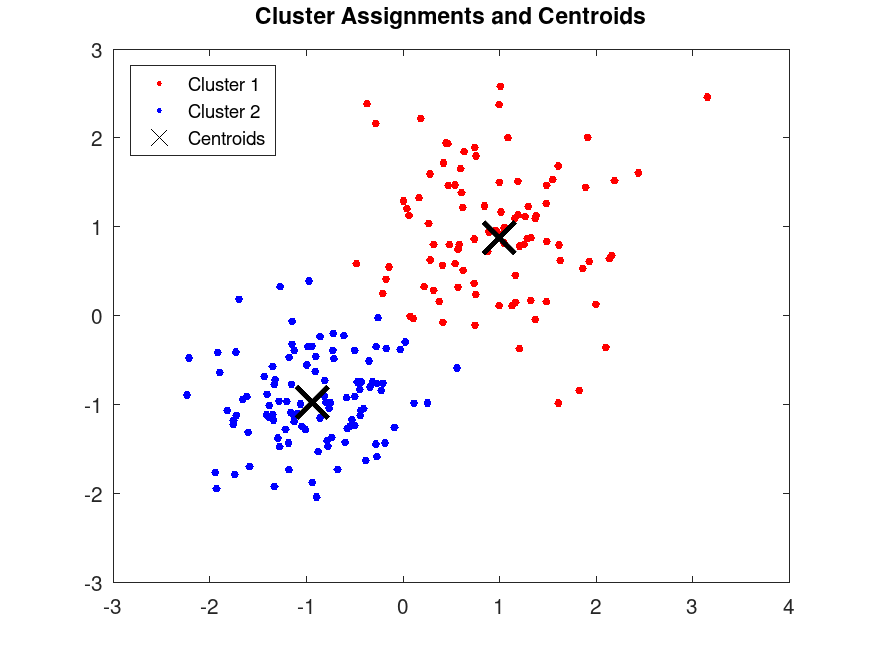 Cluster Assignments and Centroids
3
Cluster 1
Cluster 2
Centroids
2
1
0
-1
-2
-3
-3 -2 -1 0 1 2 3 4